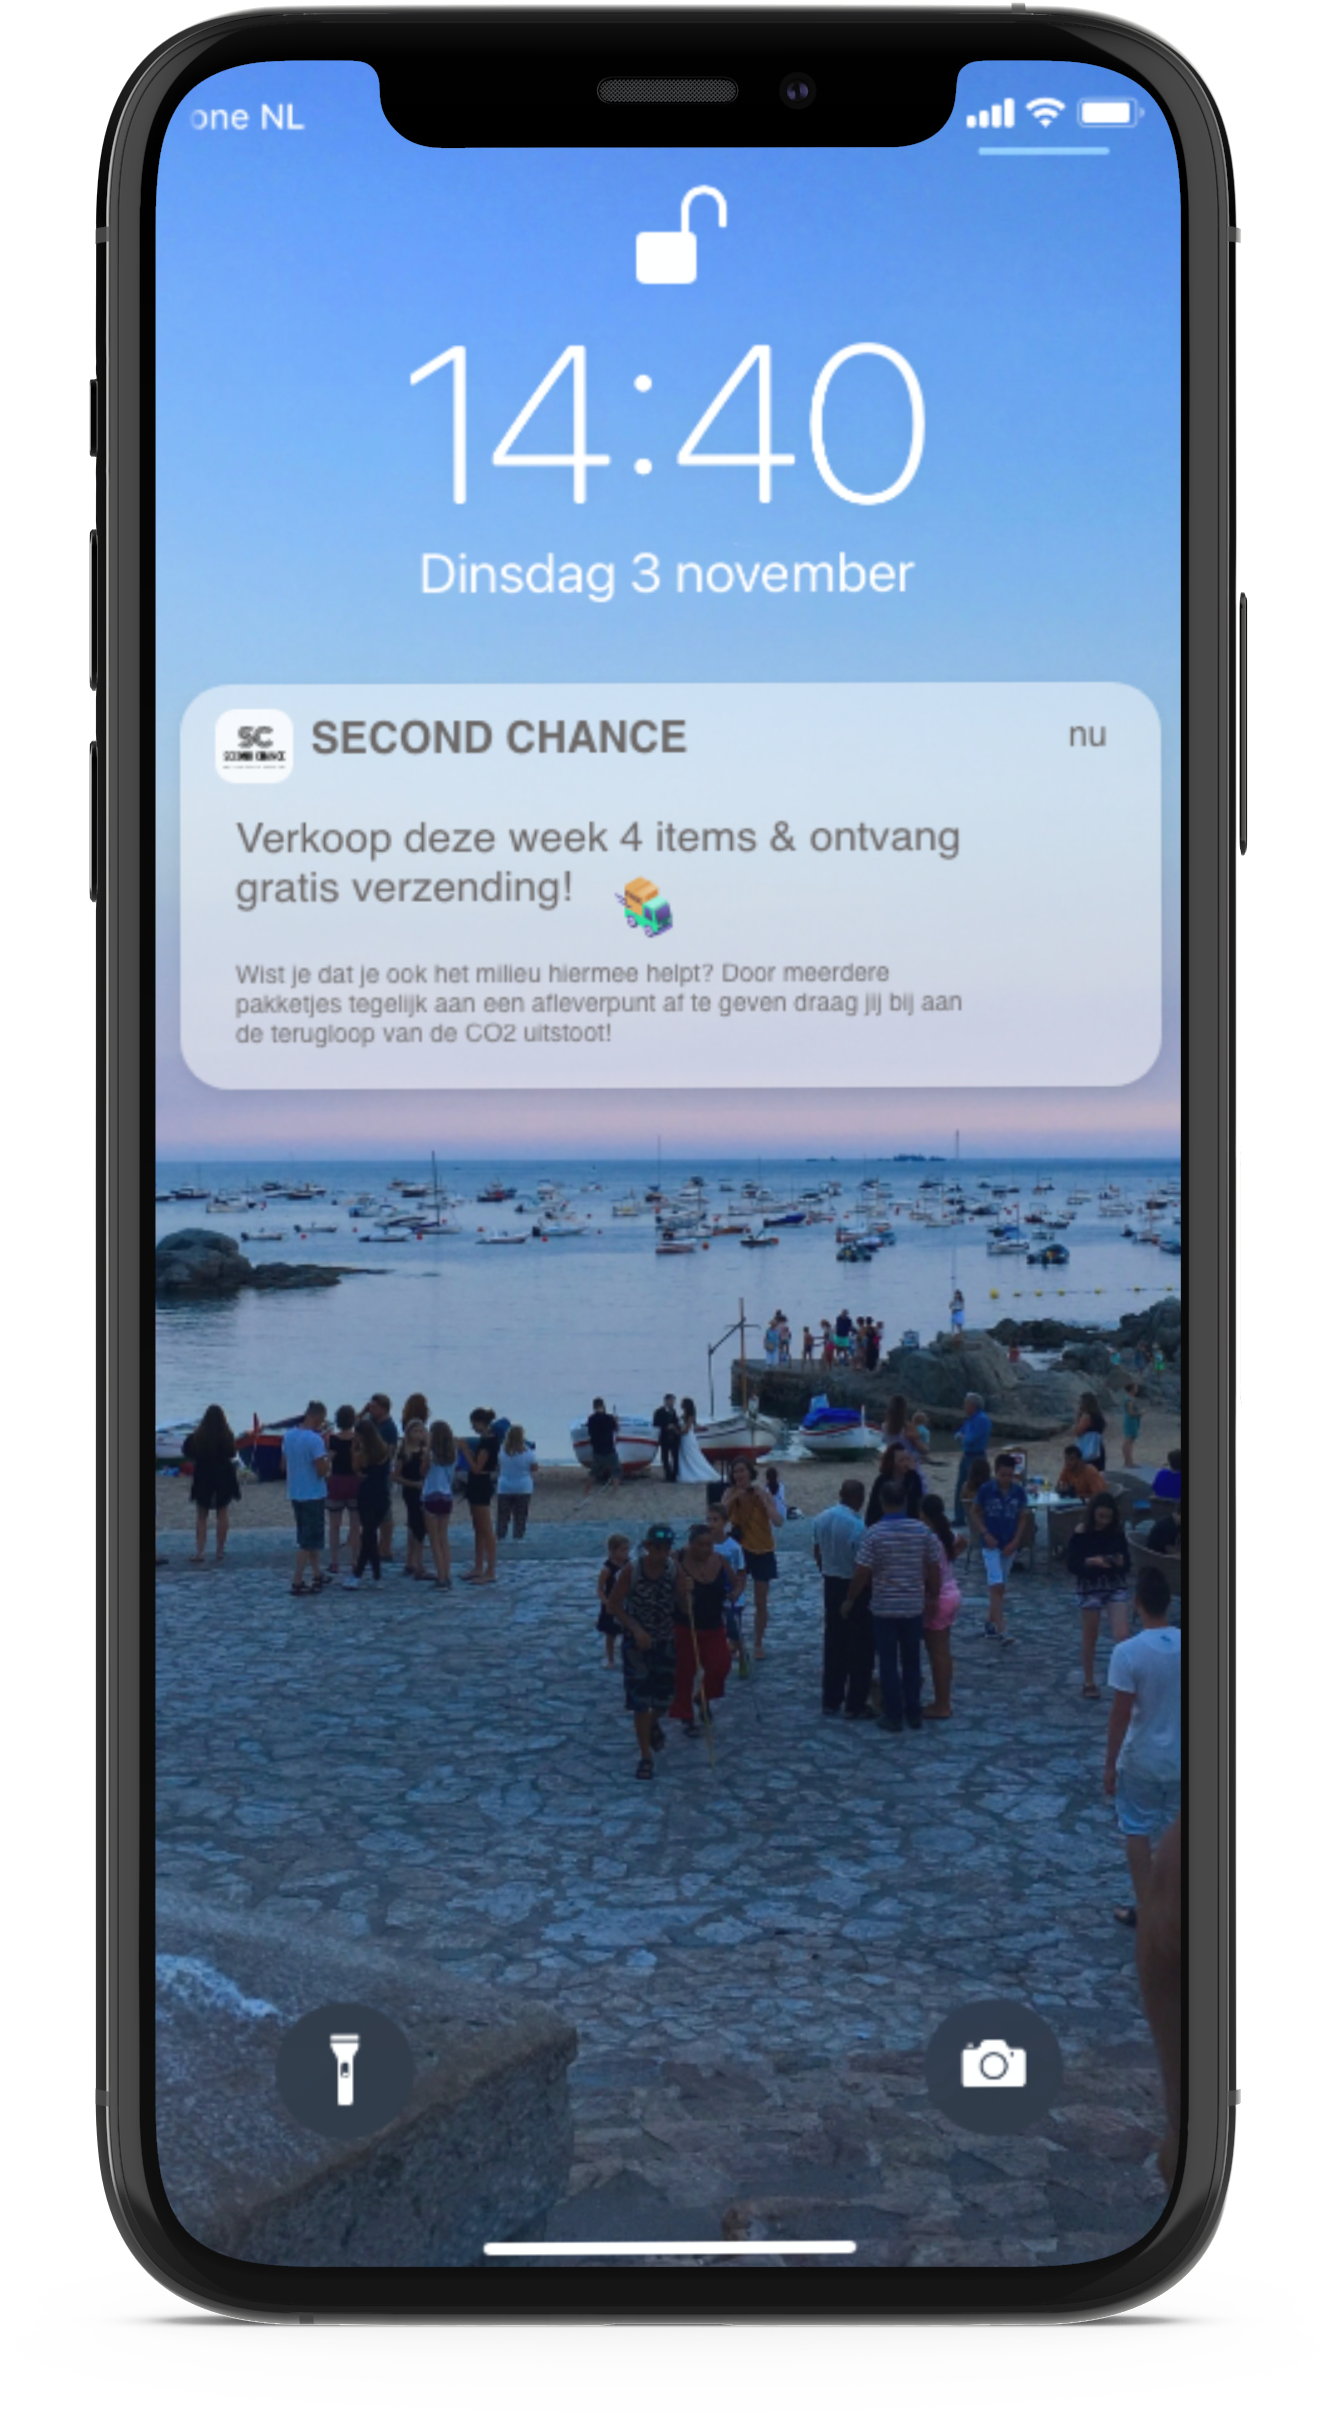 one NL
14:40
Dinsdag 3 november
SC
SECOND CHANCE
SECOND CHANCE
nu
Verkoop deze week 4 items & ontvang
gratis verzending!
Wist je dat je ook het milieu hiermee helpt? Door meerdere
pakketjes tegelijk aan een afleverpunt af te geven draag jij bij aan
de terugloop van de CO2 uitstoot!